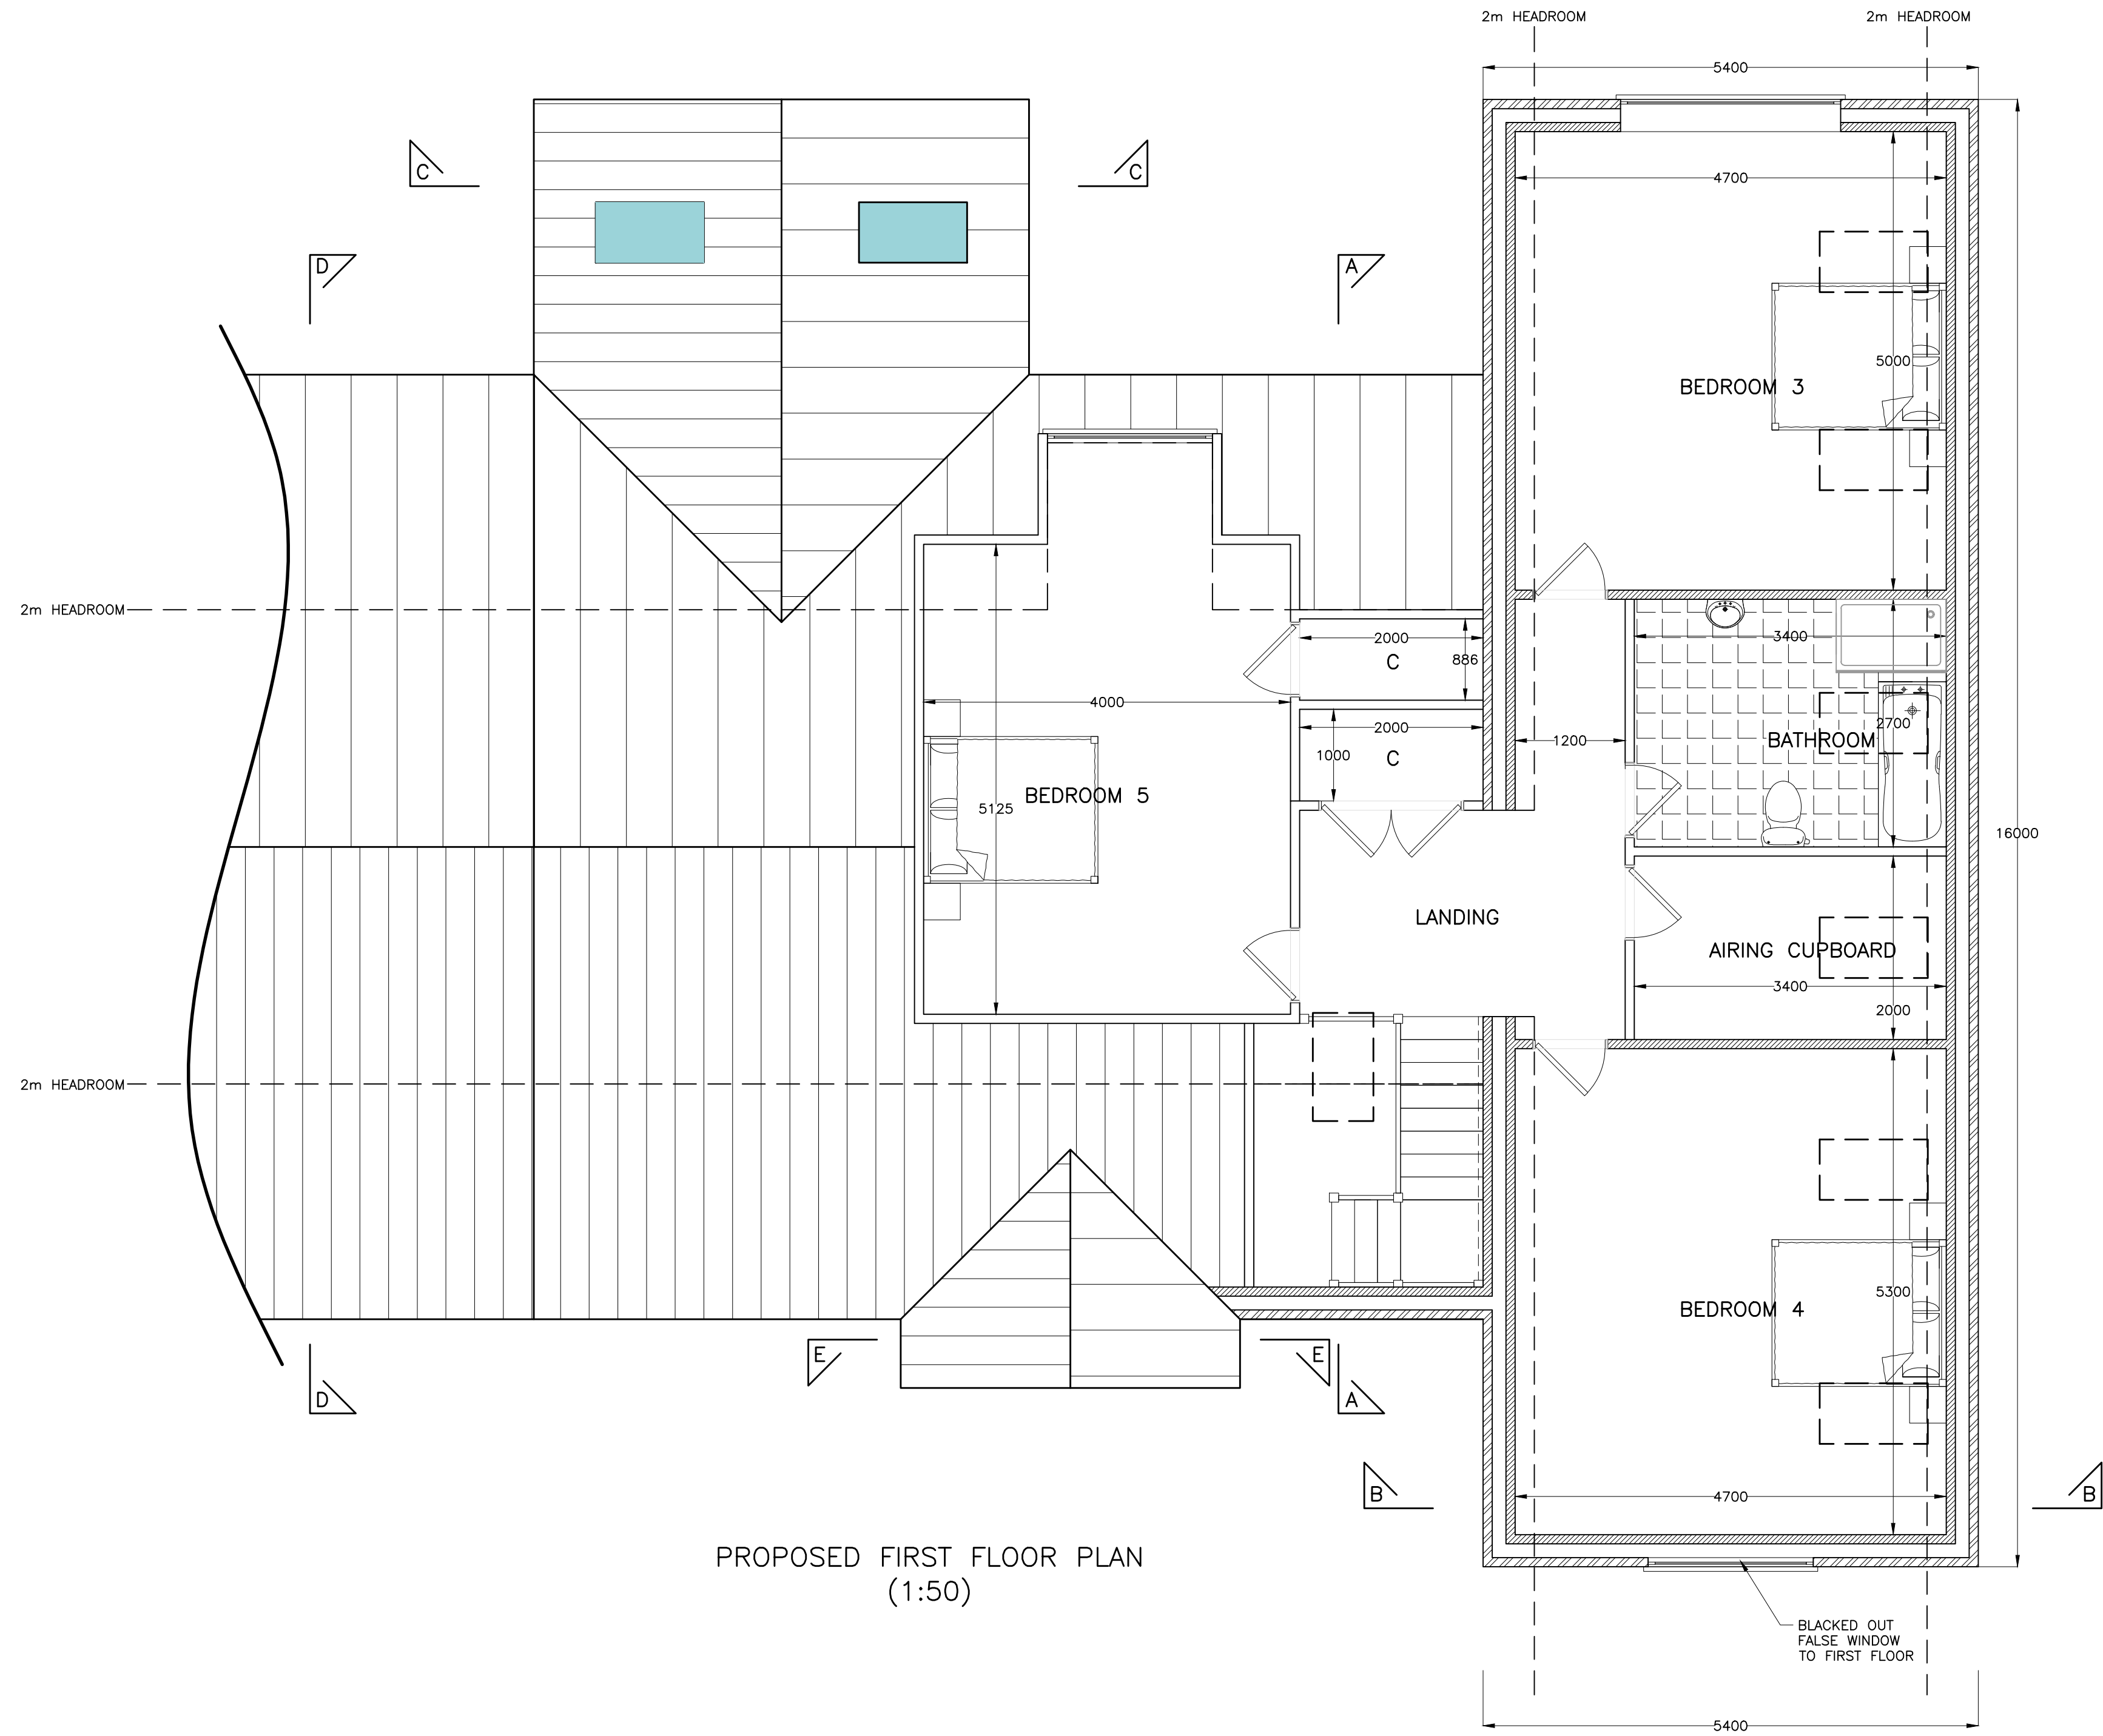 2m HEADROOM
2m HEADROOM
5400
C
C
4700
D
A
5000
BEDROOM 3
2m HEADROOM
2000
3400
C
886
4000
2700
2000
1200
BATHROOM
1000
C
BEDROOM 5
5125
16000
LANDING
AIRING CUPBOARD
3400
2000
2m HEADROOM
5300
BEDROOM 4
E
E
D
A
B
B
4700
PROPOSED FIRST FLOOR PLAN
(1:50)
BLACKED OUT
FALSE WINDOW
TO FIRST FLOOR
5400